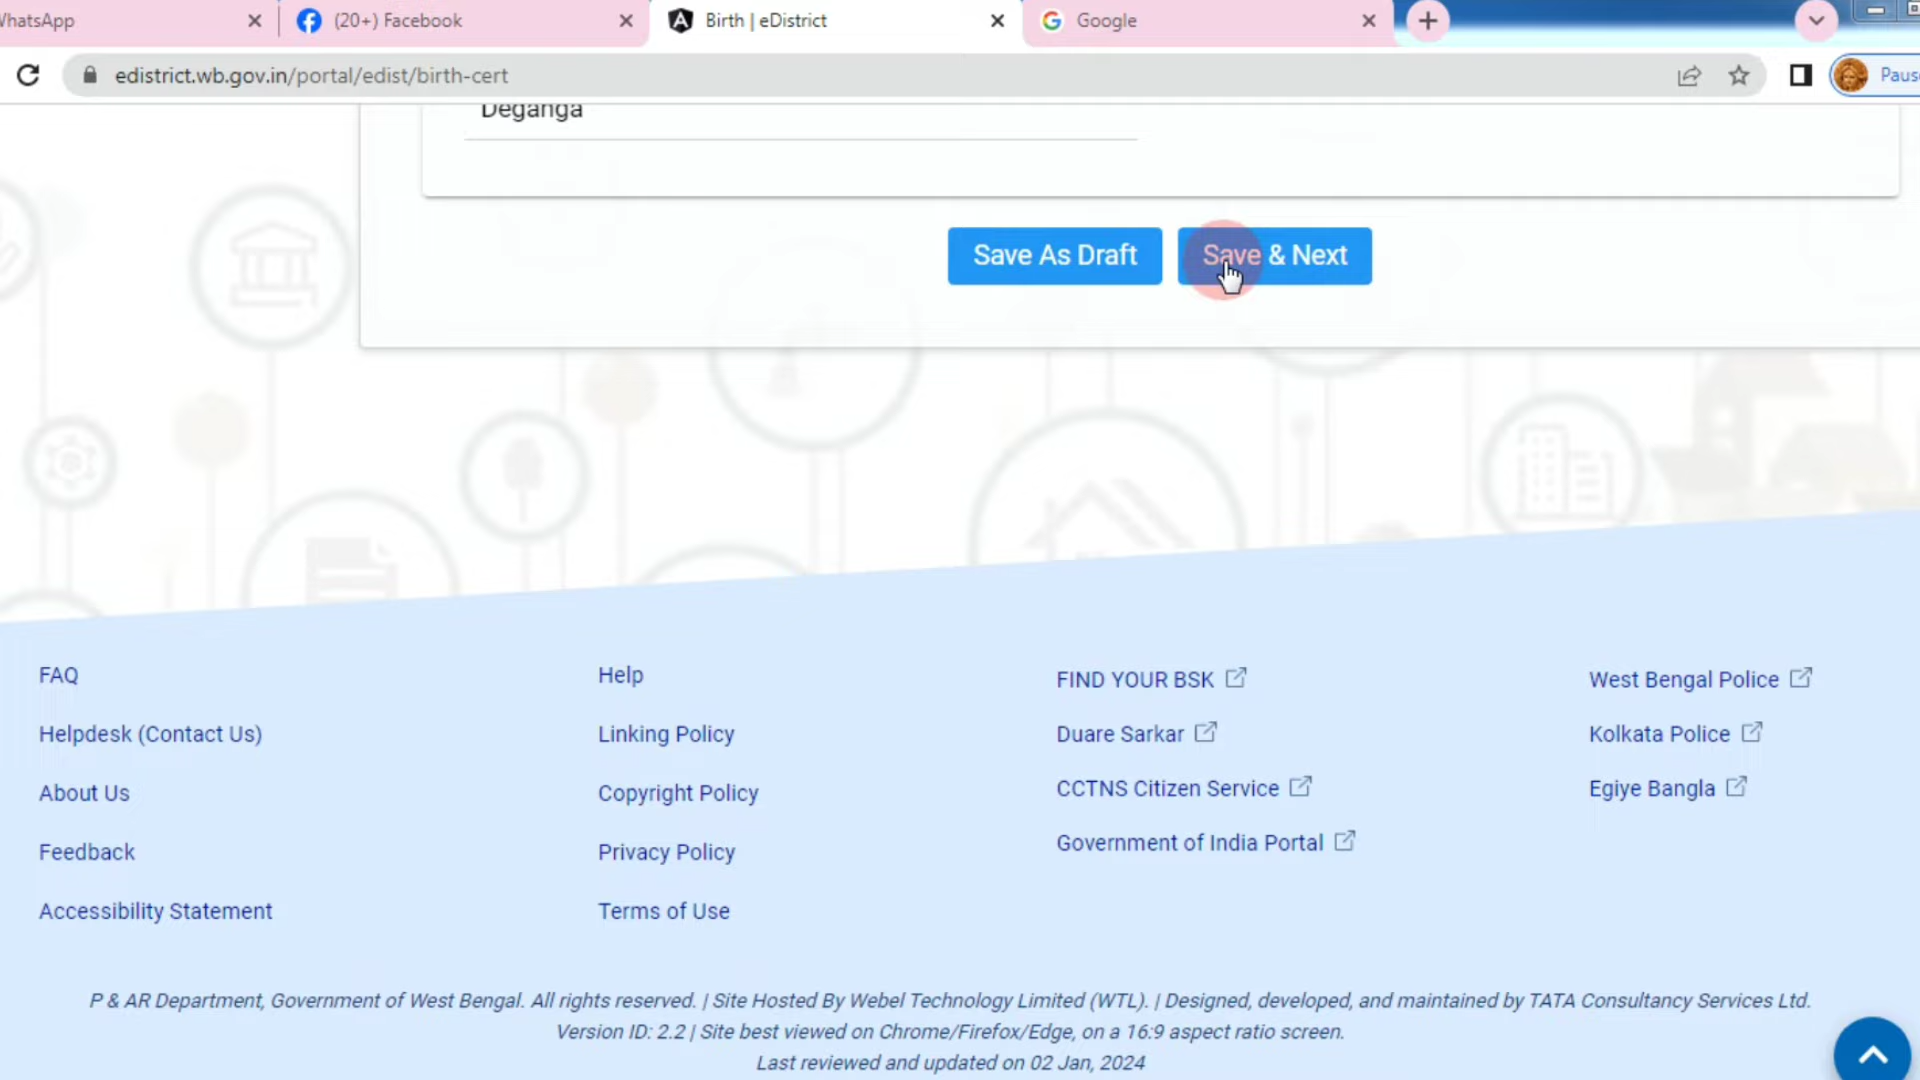 WhatsApp
(20+) Facebook
Birth | eDistrict
Google
edistrict.wb.gov.in/portal/edist/birth-cert
Deganga
Save As Draft
Save & Next
FAQ
Help
FIND YOUR BSK
West Bengal Police
Helpdesk (Contact Us)
Linking Policy
Duare Sarkar
Kolkata Police
About Us
Copyright Policy
CCTNS Citizen Service
Egiye Bangla
Feedback
Privacy Policy
Government of India Portal
Accessibility Statement
Terms of Use
P & AR Department, Government of West Bengal. All rights reserved. | Site Hosted By Webel Technology Limited (WTL). | Designed, developed, and maintained by TATA Consultancy Services Ltd.
Version ID: 2.2 | Site best viewed on Chrome/Firefox/Edge, on a 16:9 aspect ratio screen.
Last reviewed and updated on 02 Jan, 2024